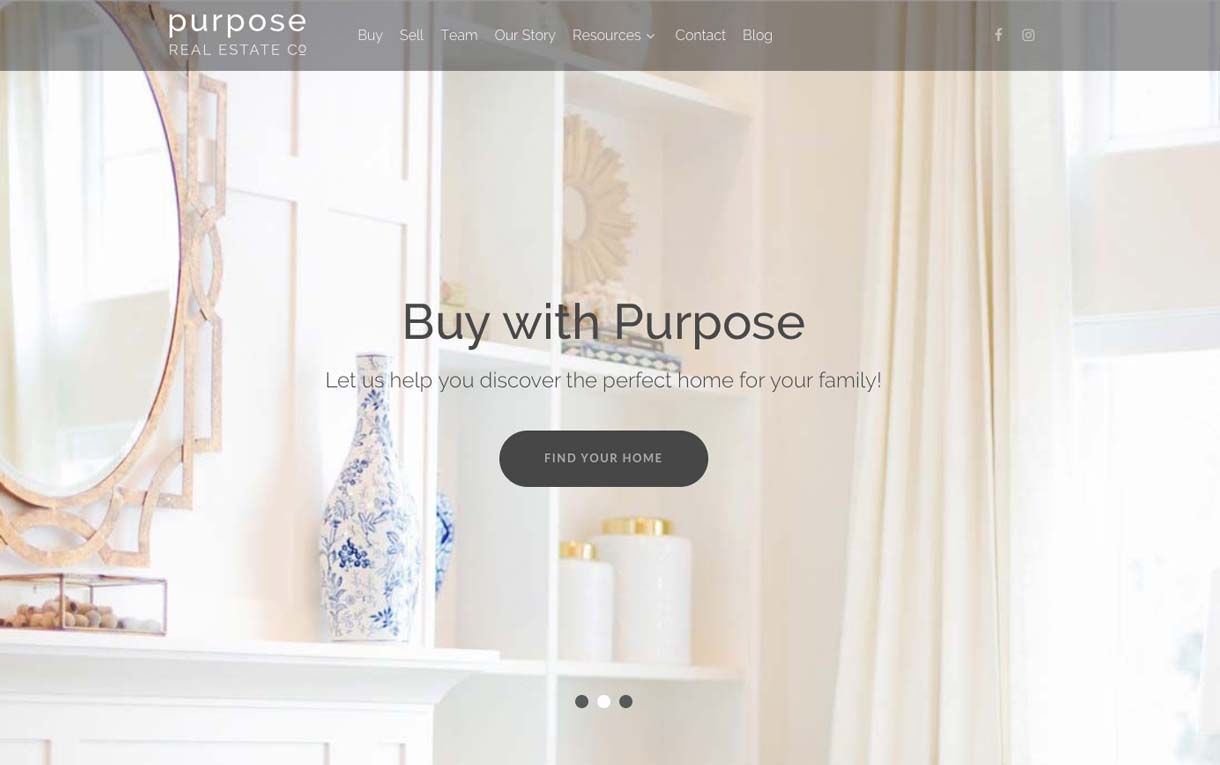 purpose
REAL ESTATE Cº
Buy Sell Team Our Story Resources Contact Blog
Buy with Purpose
Let us help you discover the perfect home for your family!
FIND YOUR HOME